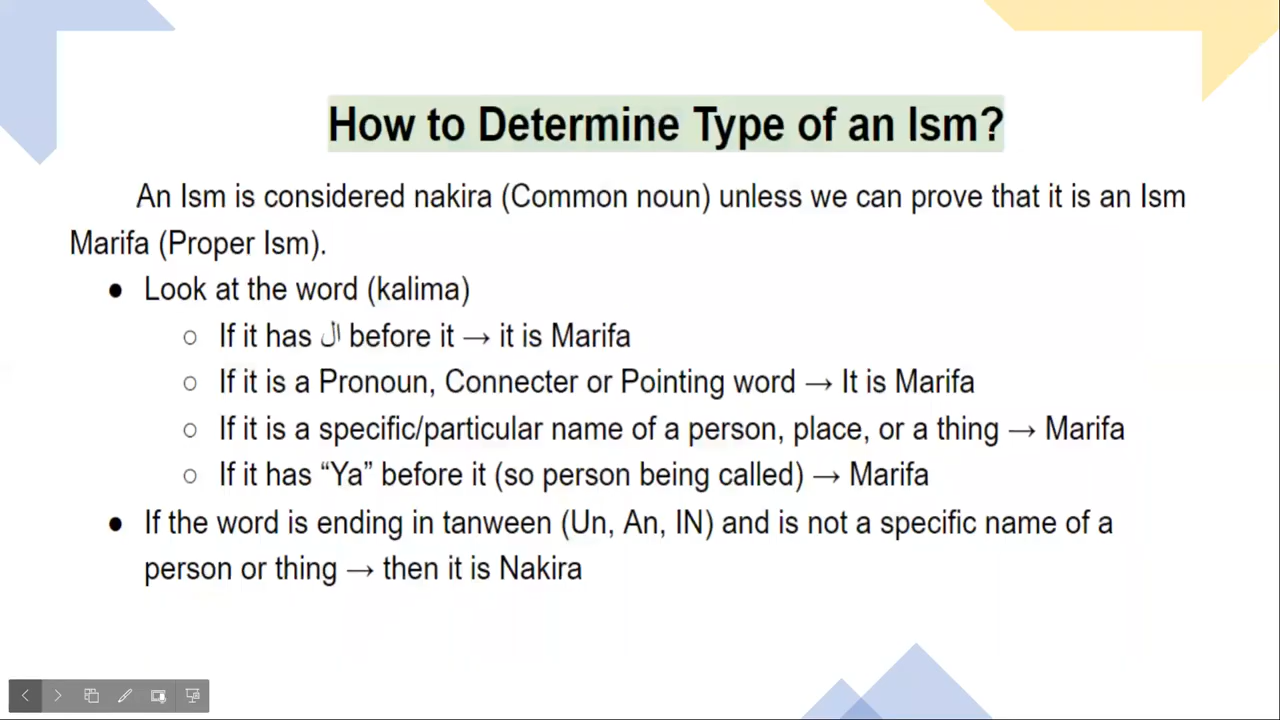 How to Determine Type of an Ism?
An Ism is considered nakira (Common noun) unless we can prove that it is an Ism
Marifa (Proper Ism).
● Look at the word (kalima)
○ If it has ال before it → it is Marifa
○ If it is a Pronoun, Connecter or Pointing word → It is Marifa
○ If it is a specific/particular name of a person, place, or a thing → Marifa
○ If it has “Ya” before it (so person being called) → Marifa
● If the word is ending in tanween (Un, An, IN) and is not a specific name of a
person or thing → then it is Nakira